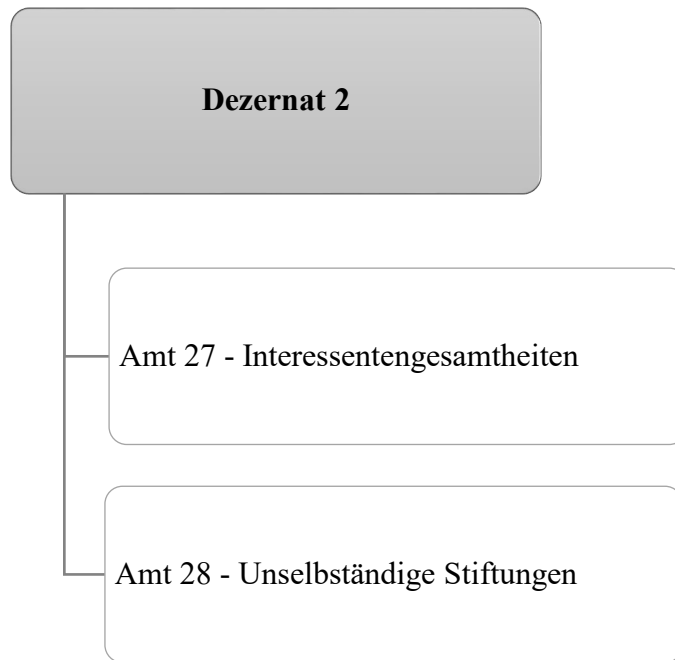 Dezernat 2
Amt 27 - Interessentengesamtheiten
Amt 28 - Unselbständige Stiftungen